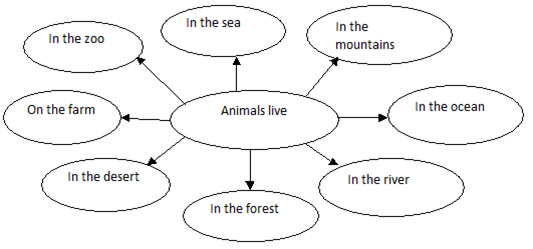 In the sea
In the
mountains
In the zoo
On the farm
Animals live
In the ocean
In the desert
In the river
In the forest